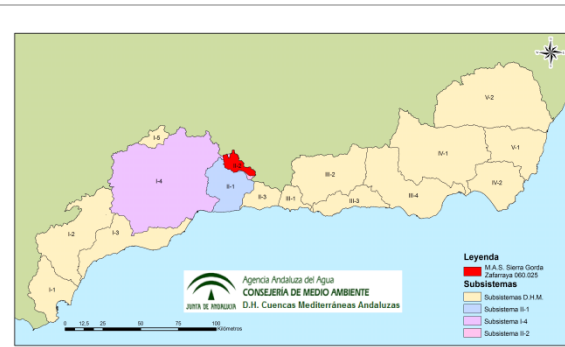 V-2
I-5
IV-1
V-1
I-4
III-2
II-1
IV-2
II-3
III-1
III-3
III-4
I-2
I-3
I-1
Leyenda
M.A.S. Sierra Gorda
Zafarraya 060.025
Subsistemas
Subsistemas D.H.M.
Subsistema II-1
Subsistema I-4
Subsistema II-2
Agencia Andaluza del Agua
CONSEJERÍA DE MEDIO AMBIENTE
JUNTA DE ANDALUCIA
D.H. Cuencas Mediterráneas Andaluzas
0 12,5 25 50 75 100
Kilómetros